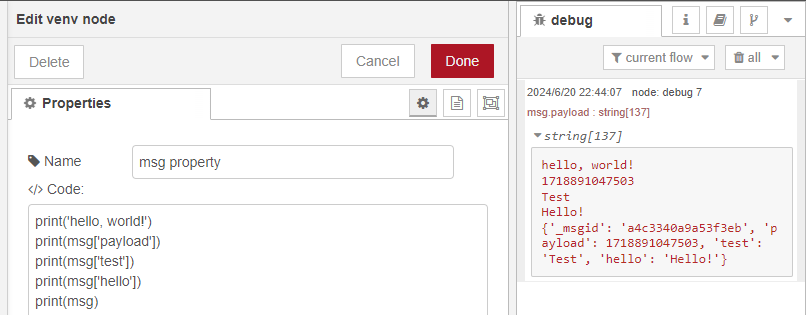 Edit venv node
Delete
Cancel
Done
Properties
Name
msg property
</> Code:
print('hello, world!')
print(msg['payload'])
print(msg['test'])
print(msg['hello'])
print(msg)
debug
i
current flow
all
2024/6/20 22:44:07 node: debug 7
msg.payload : string[137]
string[137]
hello, world!
1718891047503
Test
Hello!
{'_msgid': 'a4c3340a9a53f3eb', 'p
ayload': 1718891047503, 'test':
'Test', 'hello': 'Hello!'}